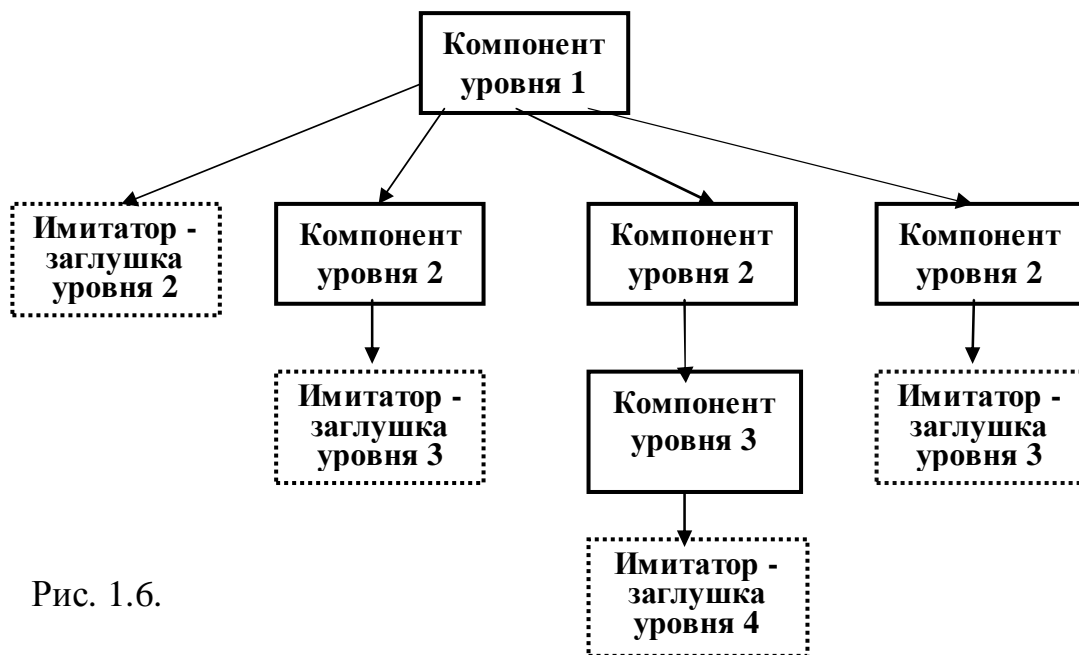 Компонент
уровня 1
Имитатор -
заглушка
уровня 2
Компонент
уровня 2
Компонент
уровня 2
Компонент
уровня 2
Имитатор -
заглушка
уровня 3
Компонент
уровня 3
Имитатор -
заглушка
уровня 3
Имитатор -
заглушка
уровня 4
Рис. 1.6.